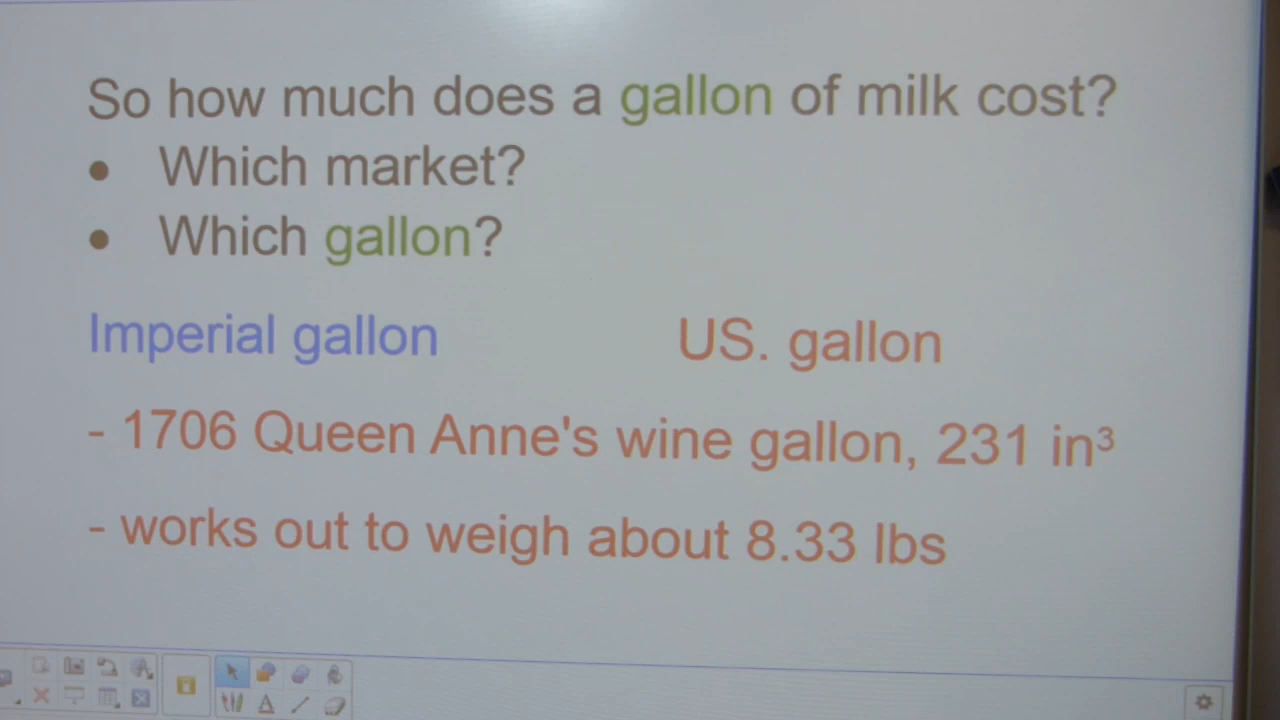 So how much does a gallon of milk cost?
• Which market?
• Which gallon?
Imperial gallon US. gallon
- 1706 Queen Anne's wine gallon, 231 in³
- works out to weigh about 8.33 lbs